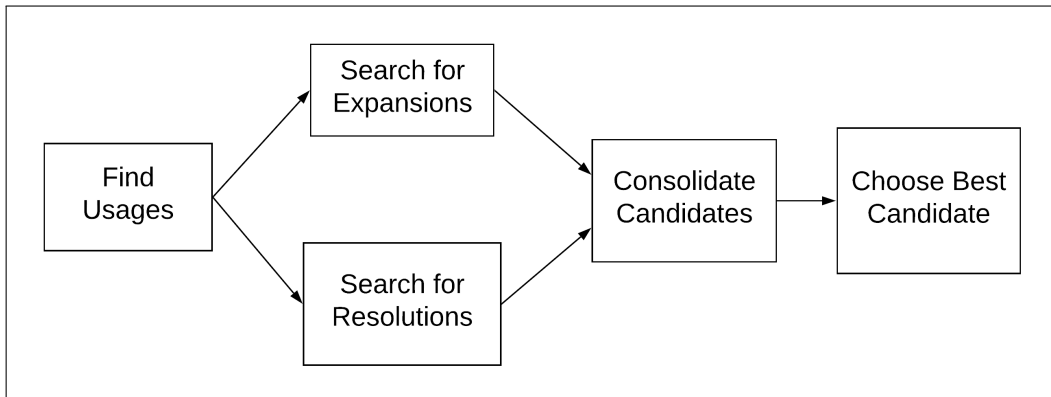 Find
Usages
Search for
Expansions
Search for
Resolutions
Consolidate
Candidates
Choose Best
Candidate